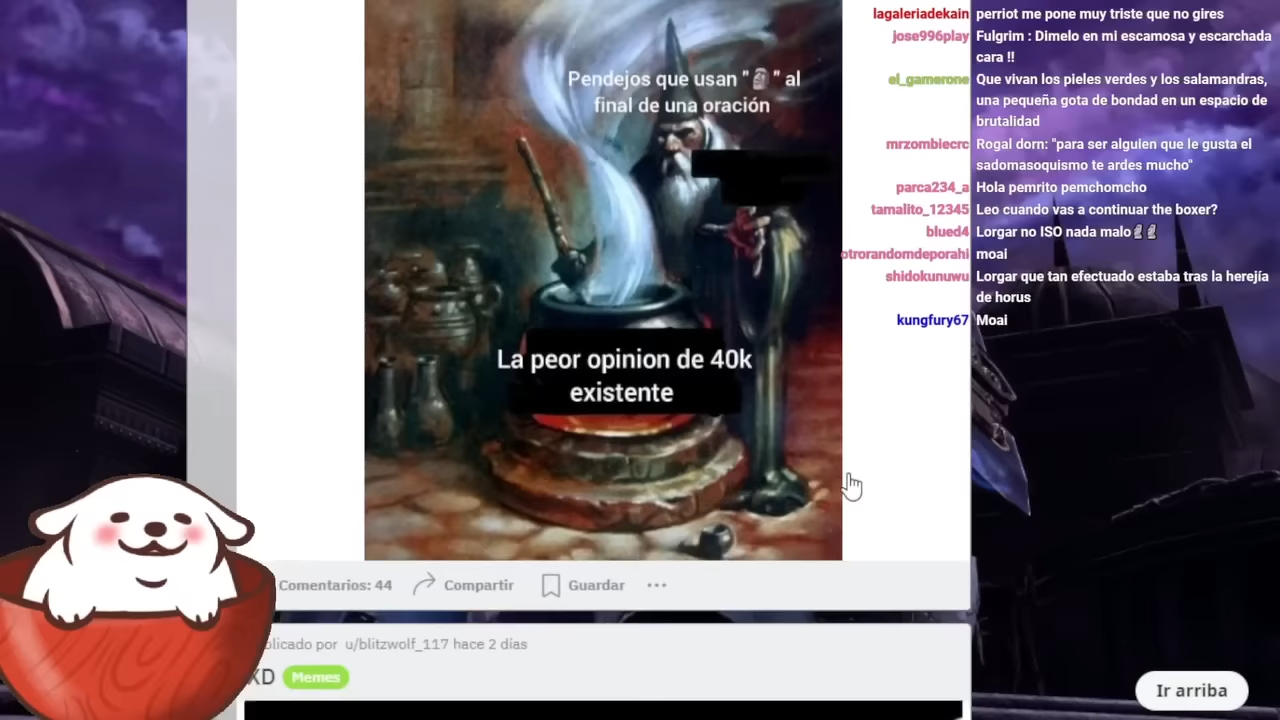 Pendejos que usan "🗿" al
final de una oración
La peor opinion de 40k
existente
Comentarios: 44
Compartir
Guardar
blicado por u/blitzwolf_117 hace 2 días
XD Memes
lagaleriadekain perriot me pone muy triste que no gires
jose996play Fulgrim : Dimelo en mi escamosa y escarchada
cara !!
el_gamerone Que vivan los pieles verdes y los salamandras,
una pequeña gota de bondad en un espacio de
brutalidad
mrzombiecrc Rogal dorn: "para ser alguien que le gusta el
sadomasoquismo te ardes mucho"
parca234_a Hola pemrito pemchomcho
tamalito_12345 Leo cuando vas a continuar the boxer?
blued4 Lorgar no ISO nada malo🗿🗿
otrorandomdeporahi moai
shidokunuwu Lorgar que tan efectuado estaba tras la herejía
de horus
kungfury67 Moai
Ir arriba